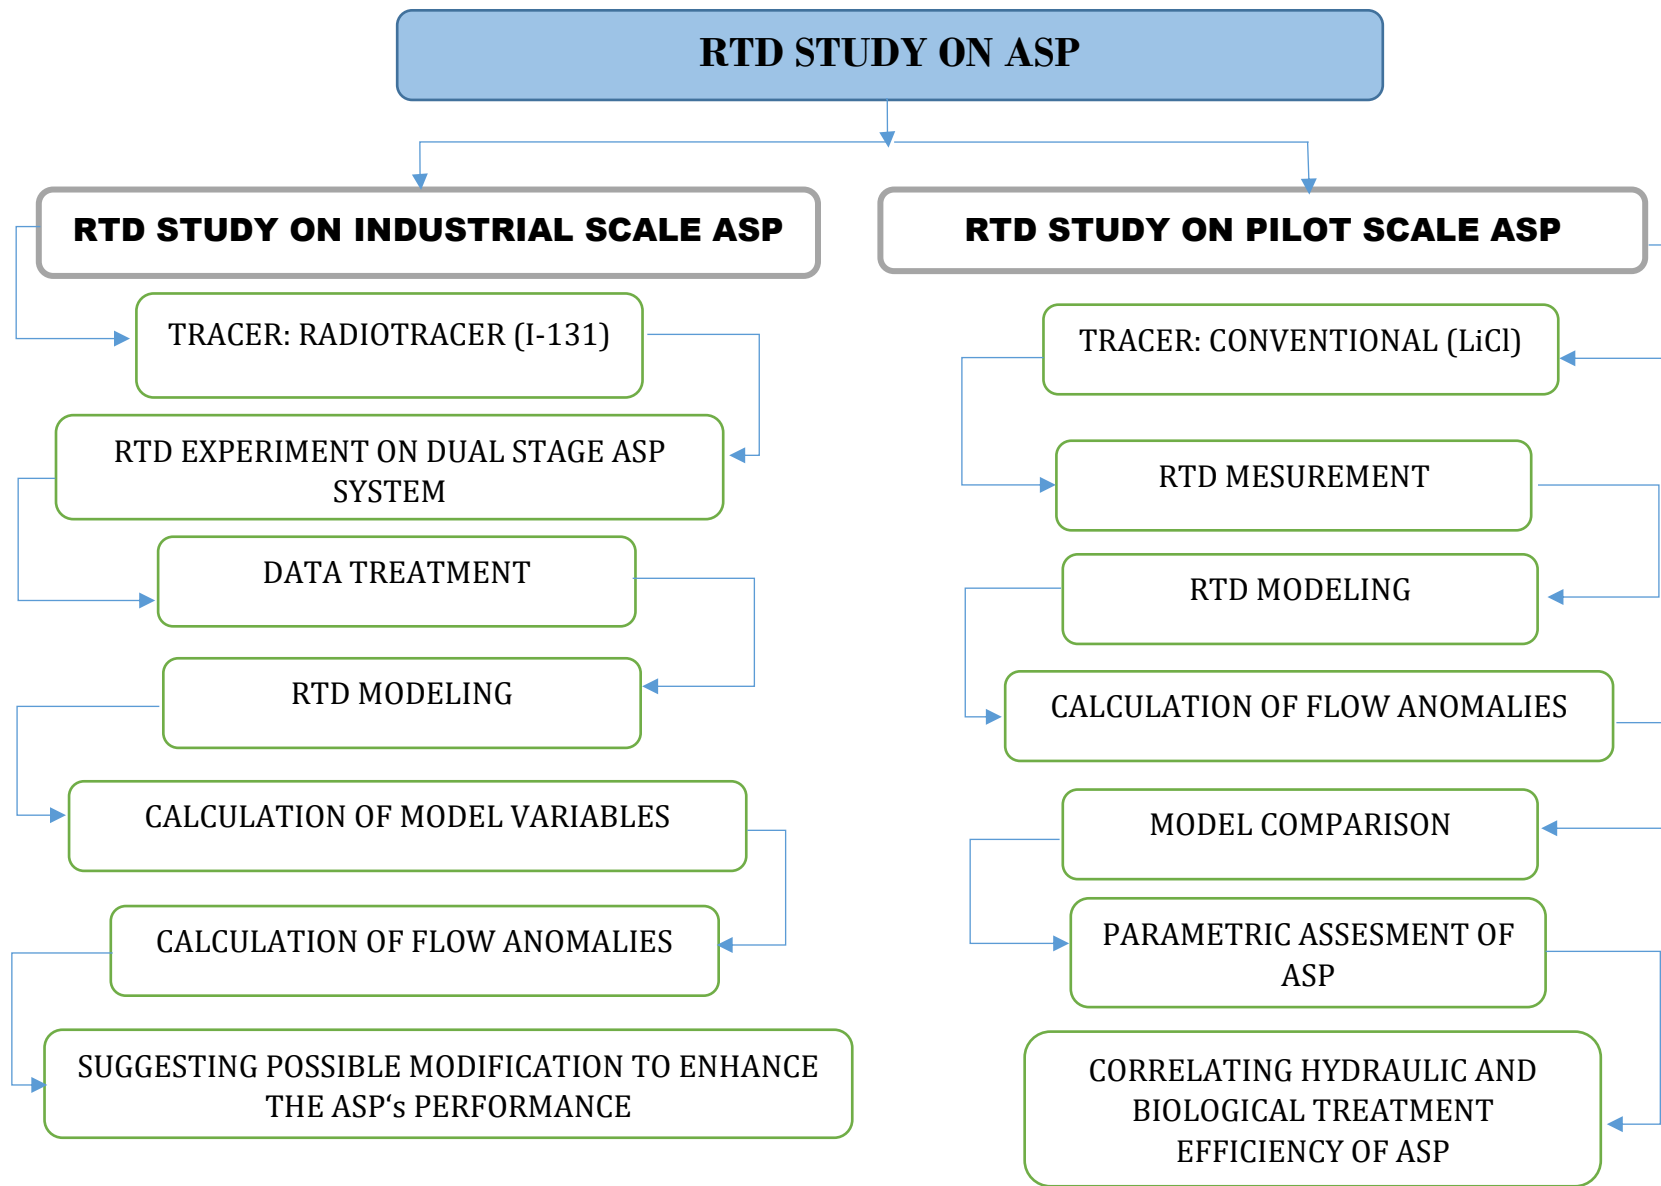 RTD STUDY ON ASP
RTD STUDY ON INDUSTRIAL SCALE ASP
TRACER: RADIOTRACER (I-131)
RTD EXPERIMENT ON DUAL STAGE ASP
SYSTEM
DATA TREATMENT
RTD MODELING
CALCULATION OF MODEL VARIABLES
CALCULATION OF FLOW ANOMALIES
SUGGESTING POSSIBLE MODIFICATION TO ENHANCE
THE ASP‘s PERFORMANCE
RTD STUDY ON PILOT SCALE ASP
TRACER: CONVENTIONAL (LiCl)
RTD MESUREMENT
RTD MODELING
CALCULATION OF FLOW ANOMALIES
MODEL COMPARISON
PARAMETRIC ASSESMENT OF
ASP
CORRELATING HYDRAULIC AND
BIOLOGICAL TREATMENT
EFFICIENCY OF ASP